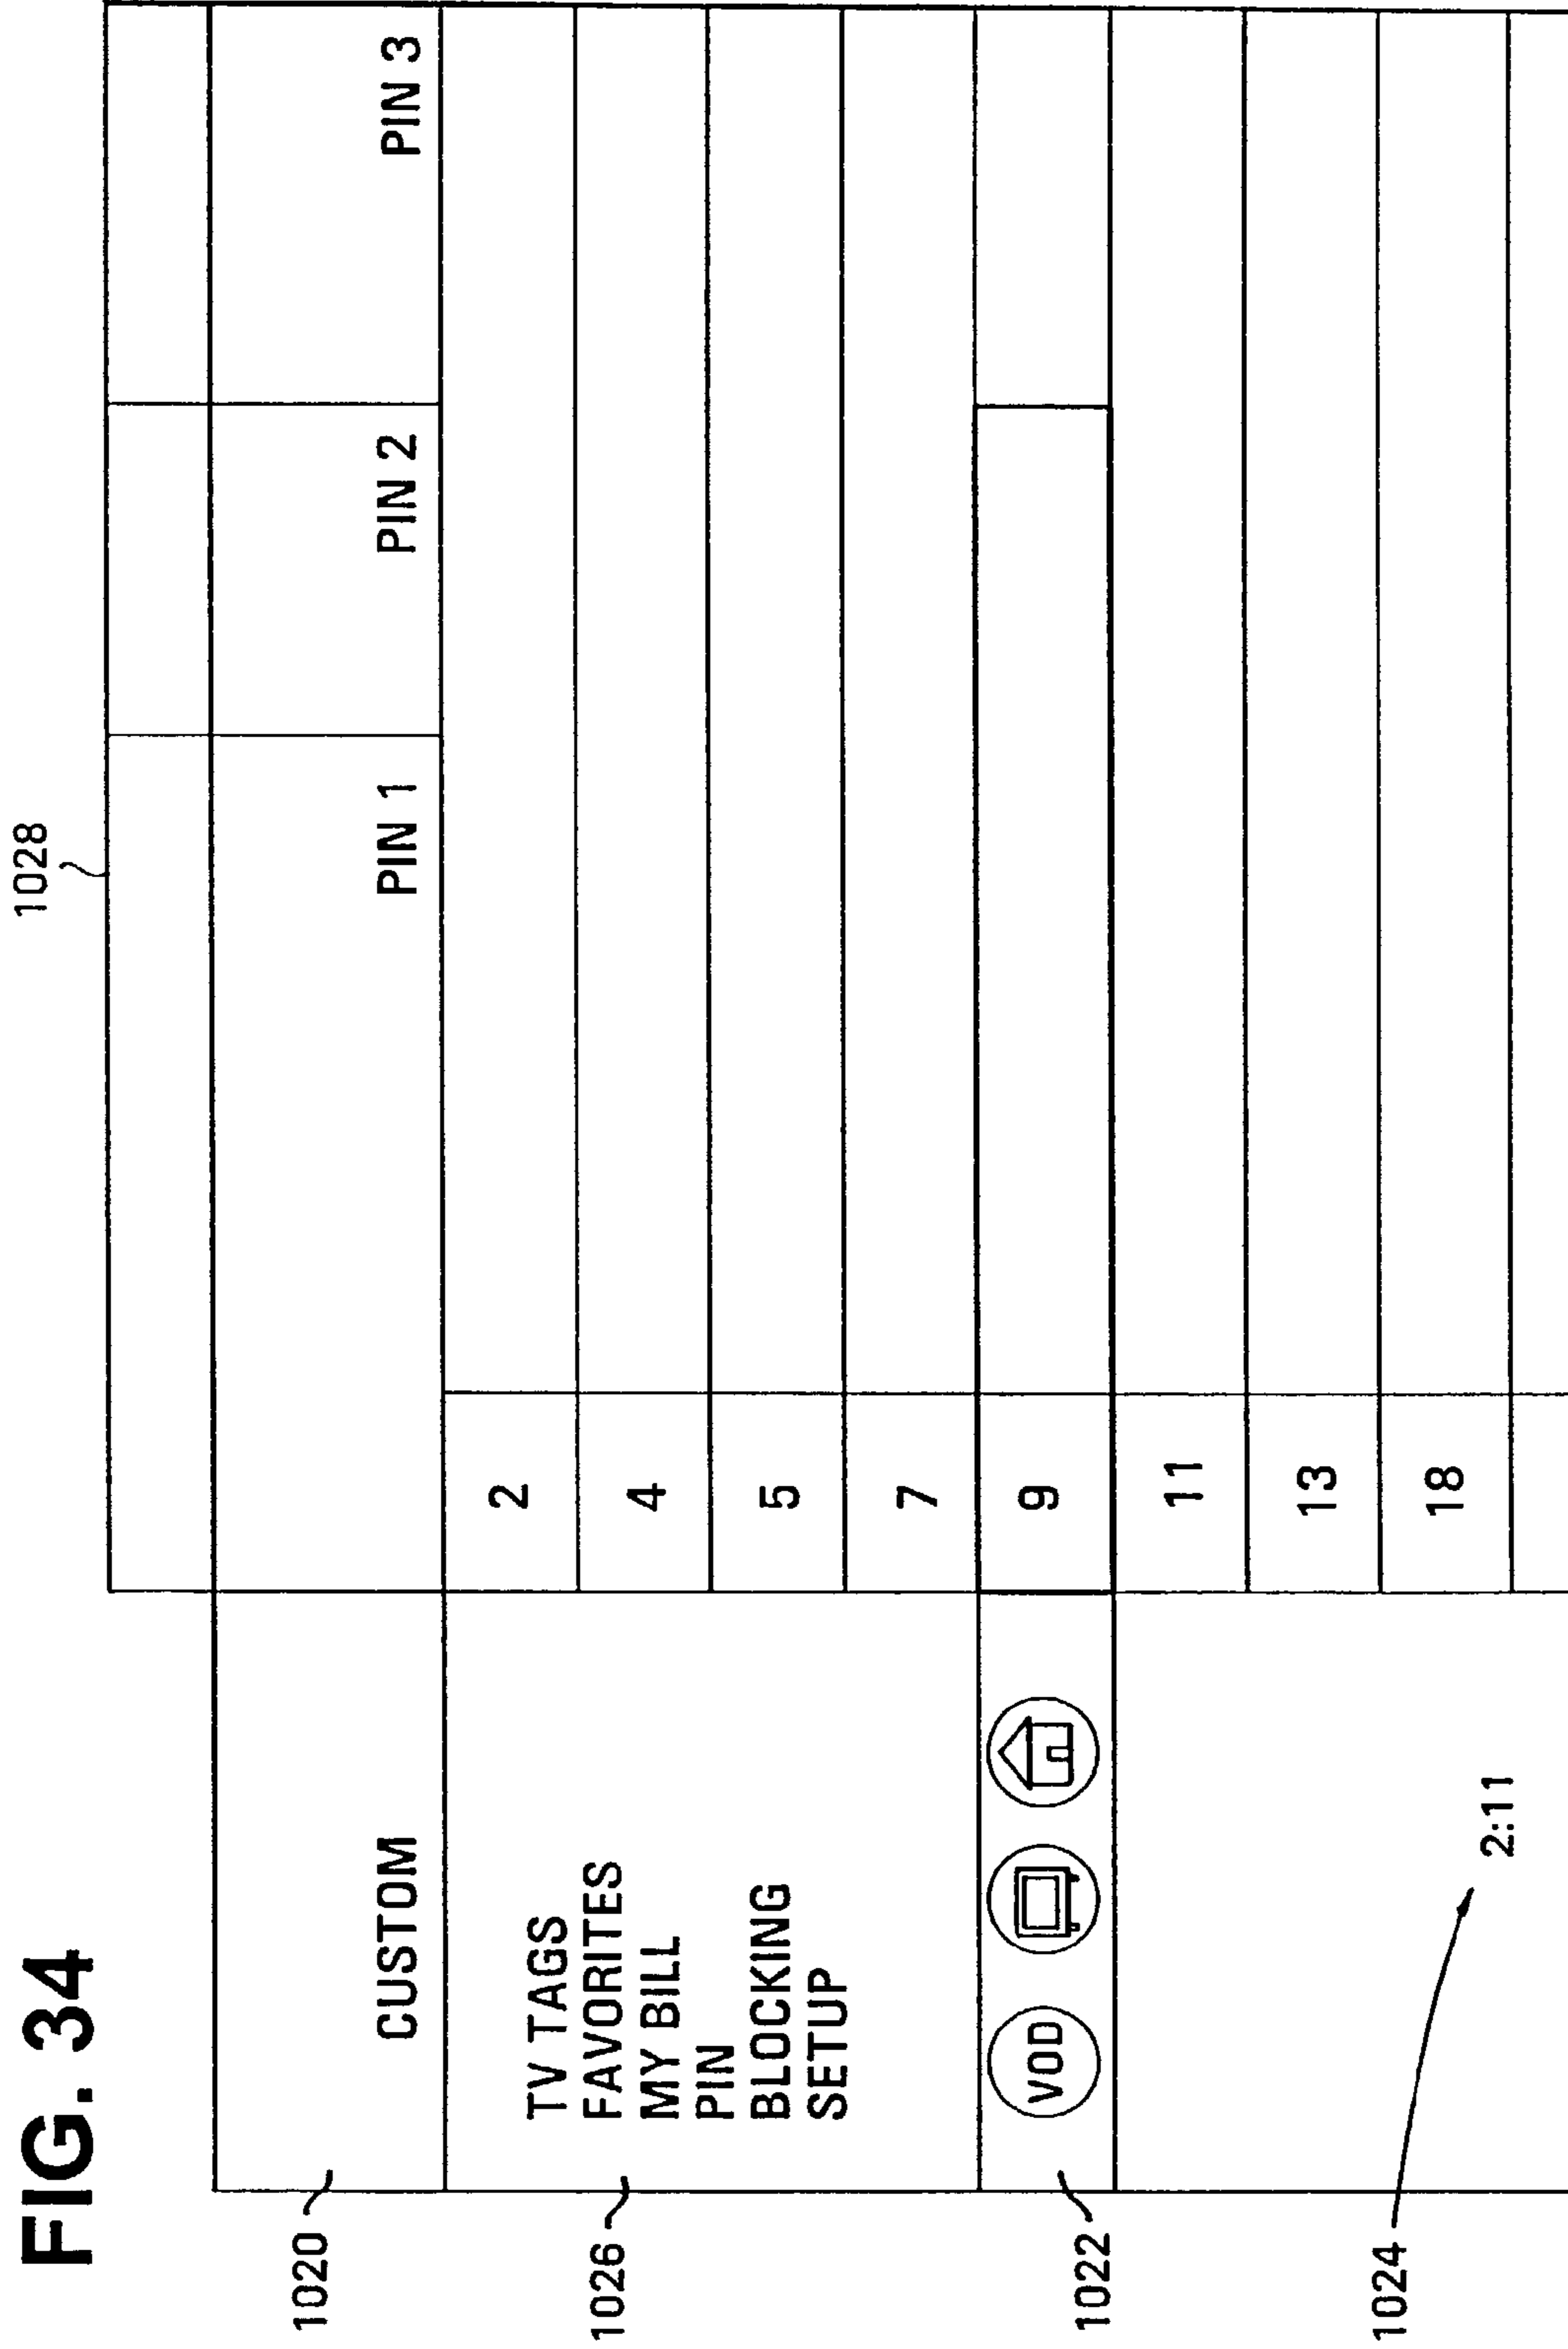 FIG. 34
1028
1020
CUSTOM
PIN 1
PIN 2
PIN 3
1026
TV TAGS
FAVORITES
MY BILL
PIN
BLOCKING
SETUP
2
4
5
7
1022
VOD
9
11
13
18
1024
2:11